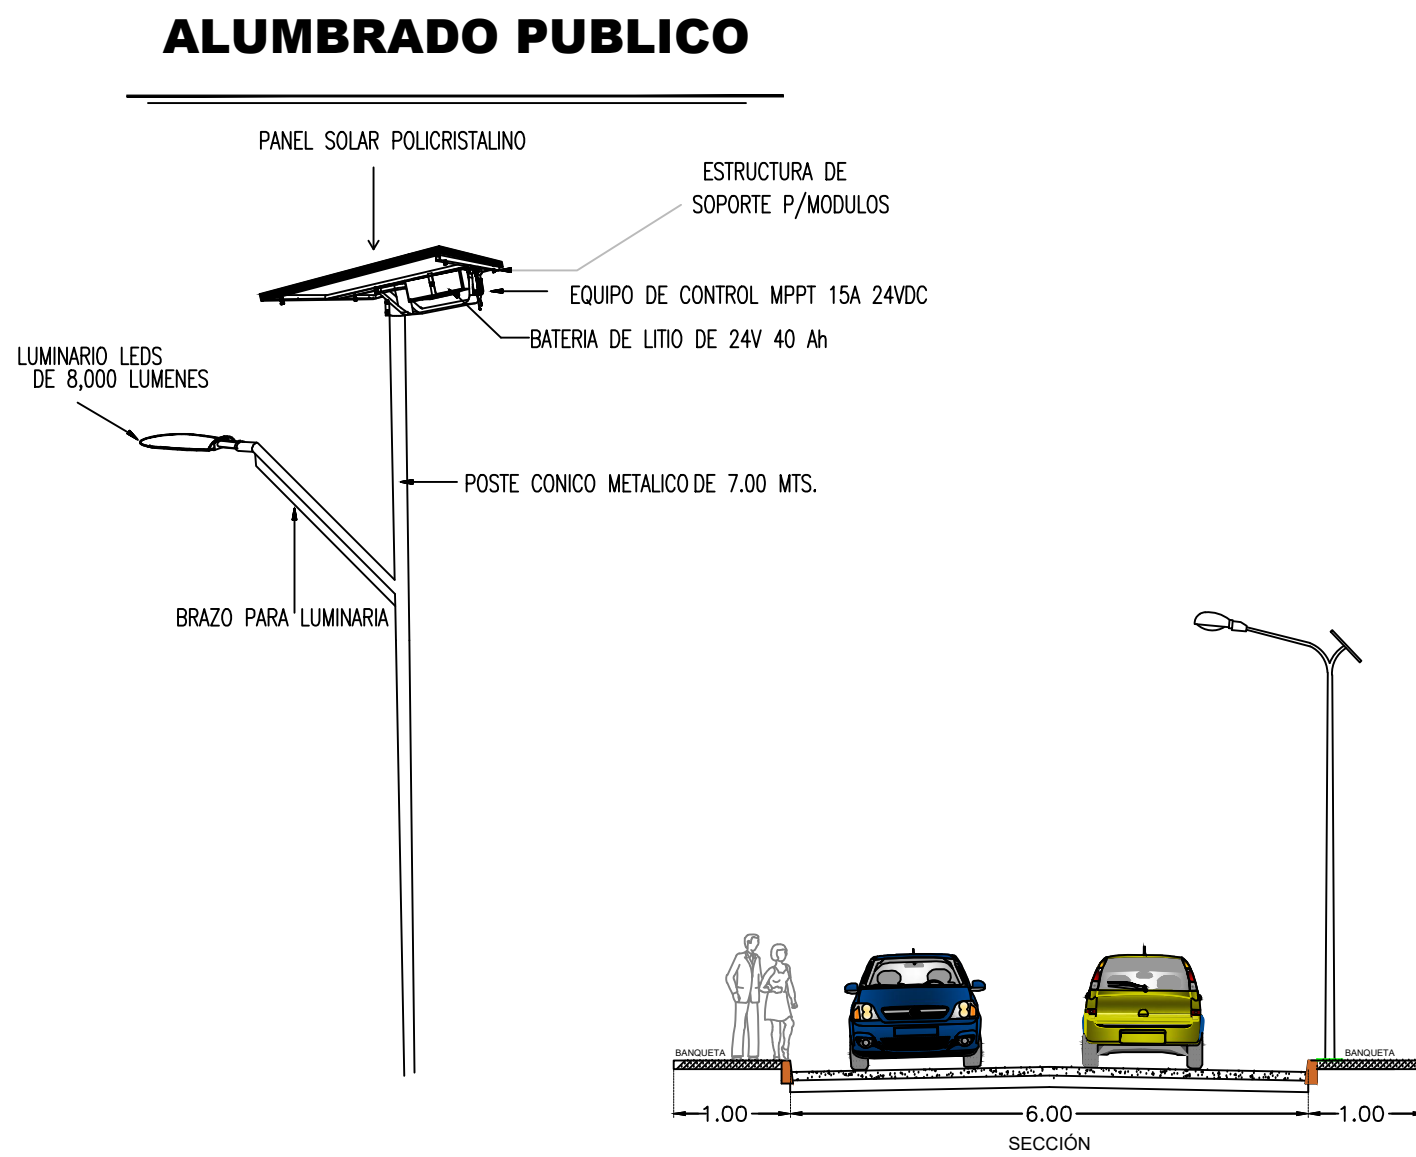 ALUMBRADO PUBLICO
PANEL SOLAR POLICRISTALINO
ESTRUCTURA DE
SOPORTE P/MODULOS
EQUIPO DE CONTROL MPPT 15A 24VDC
BATERIA DE LITIO DE 24V 40 Ah
LUMINARIO LEDS
DE 8,000 LUMENES
POSTE CONICO METALICO DE 7.00 MTS.
BRAZO PARA LUMINARIA
BANQUETA
BANQUETA
1.00
6.00
1.00
SECCIÓN